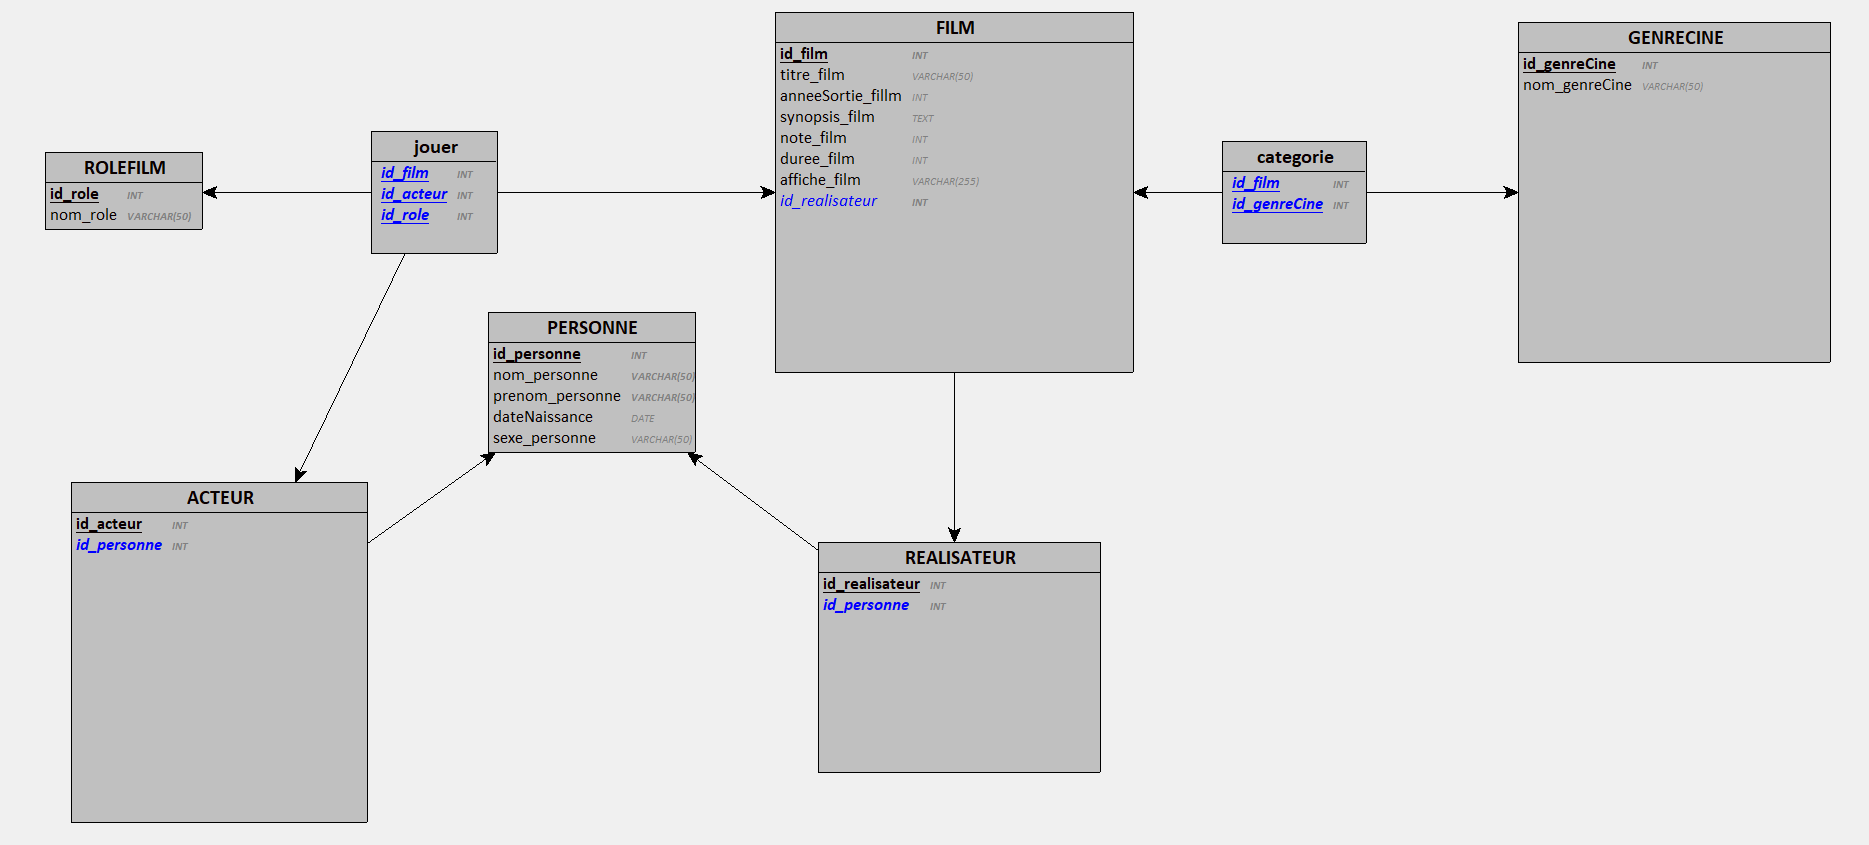 ROLEFILM
id_role INT
nom_role VARCHAR(50)
jouer
id_film INT
id_acteur INT
id_role INT
FILM
id_film INT
titre_film VARCHAR(50)
anneeSortie_fillm INT
synopsis_film TEXT
note_film INT
duree_film INT
affiche_film VARCHAR(255)
id_realisateur INT
categorie
id_film INT
id_genreCine INT
GENRECINE
id_genreCine INT
nom_genreCine VARCHAR(50)
PERSONNE
id_personne INT
nom_personne VARCHAR(50)
prenom_personne VARCHAR(50)
dateNaissance DATE
sexe_personne VARCHAR(50)
ACTEUR
id_acteur INT
id_personne INT
REALISATEUR
id_realisateur INT
id_personne INT